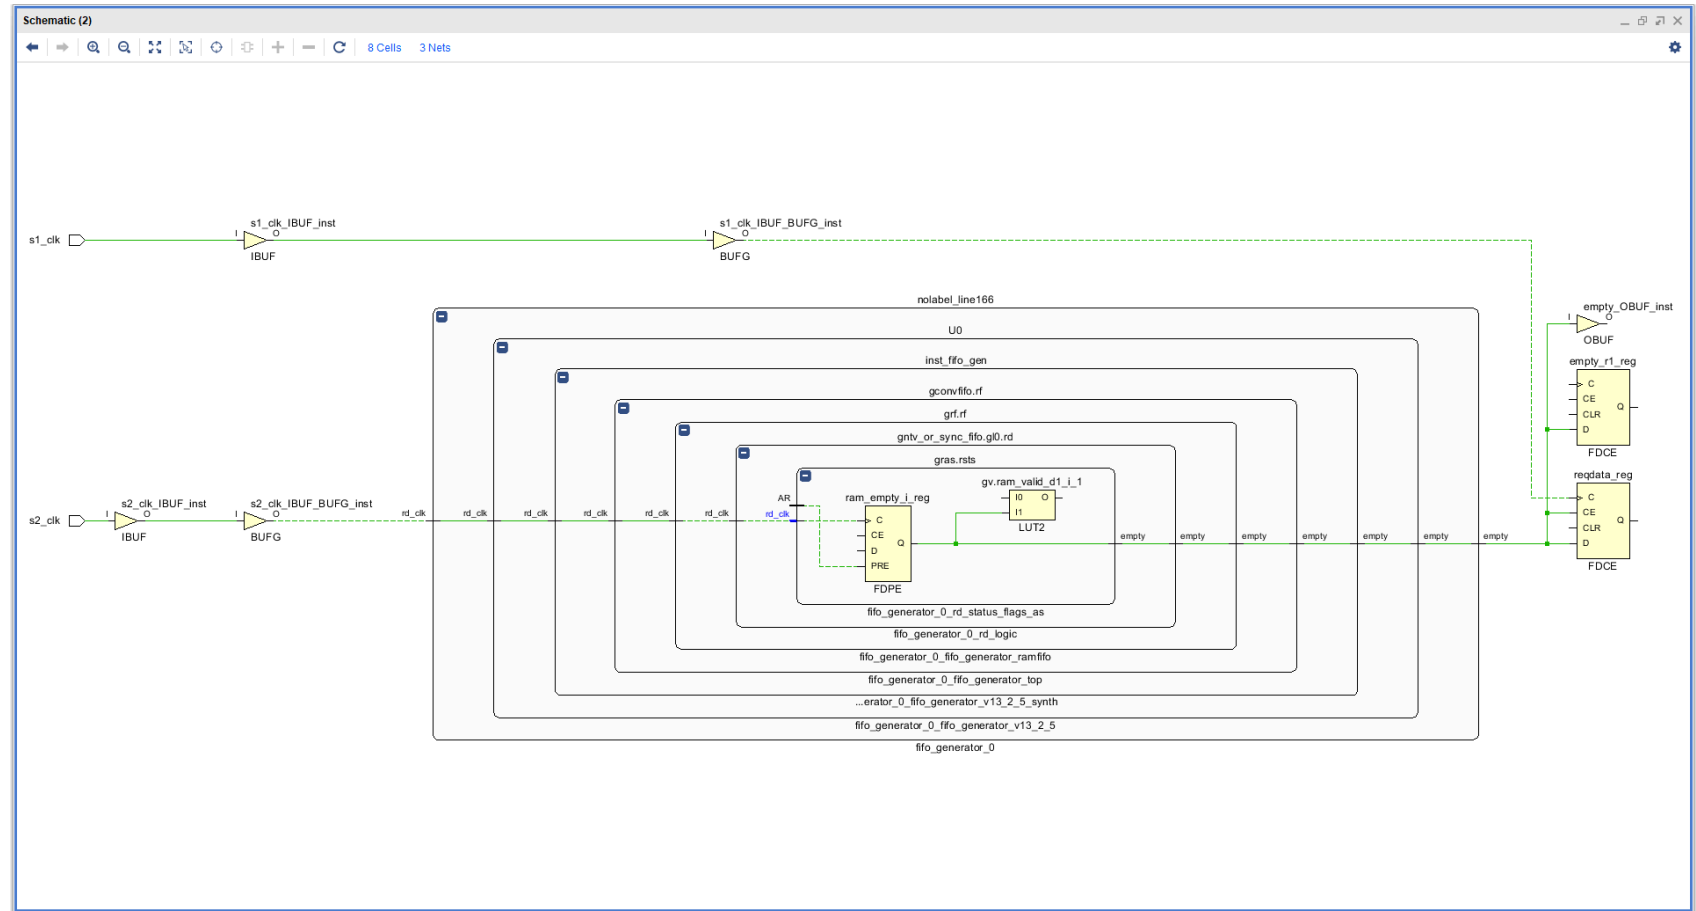 Schematic (2)
8 Cells
3 Nets
s1_clk
I
s1_clk_IBUF_inst
O
IBUF
I
s1_clk_IBUF_BUFG_inst
O
BUFG
nolabel_line166
U0
inst_fifo_gen
gconvfifo.rf
grf.rf
gntv_or_sync_fifo.gl0.rd
gras.rsts
s2_clk
I
s2_clk_IBUF_inst
O
IBUF
I
s2_clk_IBUF_BUFG_inst
O
BUFG
rd_clk
rd_clk
rd_clk
rd_clk
rd_clk
rd_clk
AR
rd_clk
ram_empty_i_reg
C
CE
D
PRE
Q
FDPE
gv.ram_valid_d1_i_1
I0
O
I1
LUT2
empty
empty
empty
empty
empty
empty
empty
fifo_generator_0_rd_status_flags_as
fifo_generator_0_rd_logic
fifo_generator_0_fifo_generator_ramfifo
fifo_generator_0_fifo_generator_top
...erator_0_fifo_generator_v13_2_5_synth
fifo_generator_0_fifo_generator_v13_2_5
fifo_generator_0
empty_OBUF_inst
I
O
OBUF
empty_r1_reg
C
CE
CLR
D
Q
FDCE
reqdata_reg
C
CE
CLR
D
Q
FDCE